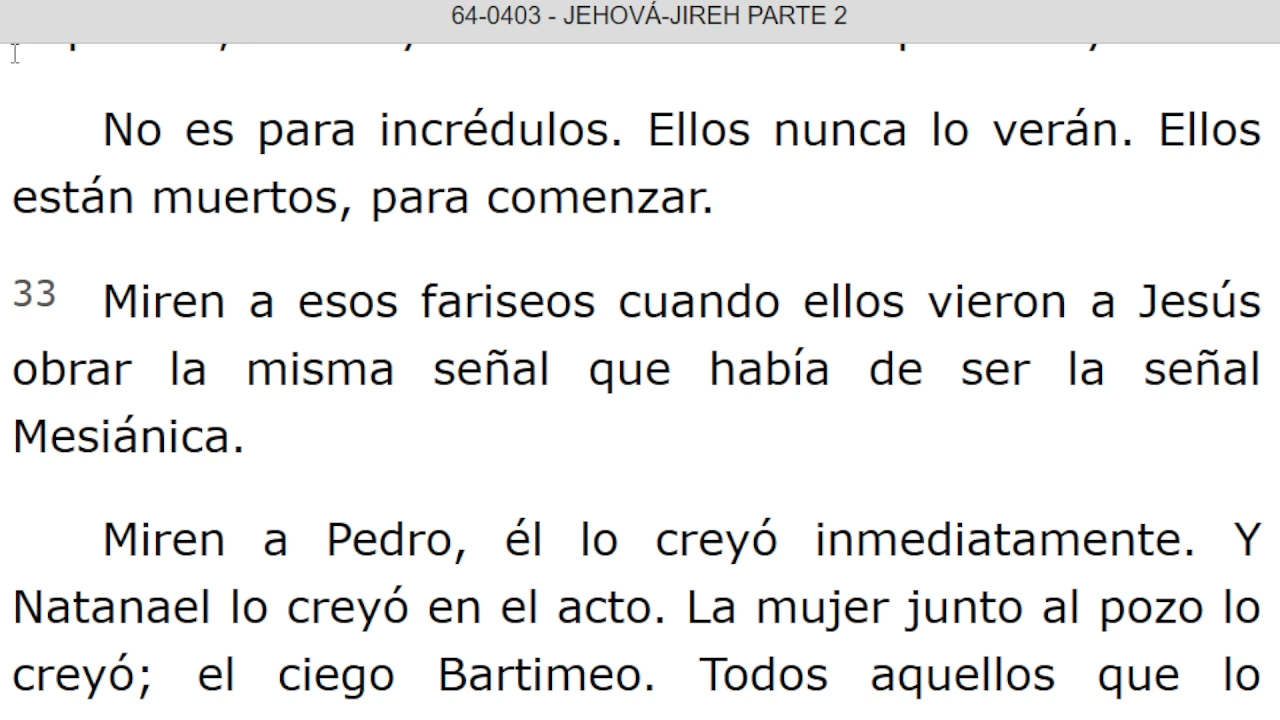 64-0403 - JEHOVÁ-JIREH PARTE 2
No es para incrédulos. Ellos nunca lo verán. Ellos
están muertos, para comenzar.
33 Miren a esos fariseos cuando ellos vieron a Jesús
obrar la misma señal que había de ser la señal
Mesiánica.
Miren a Pedro, él lo creyó inmediatamente. Y
Natanael lo creyó en el acto. La mujer junto al pozo lo
creyó; el ciego Bartimeo. Todos aquellos que lo